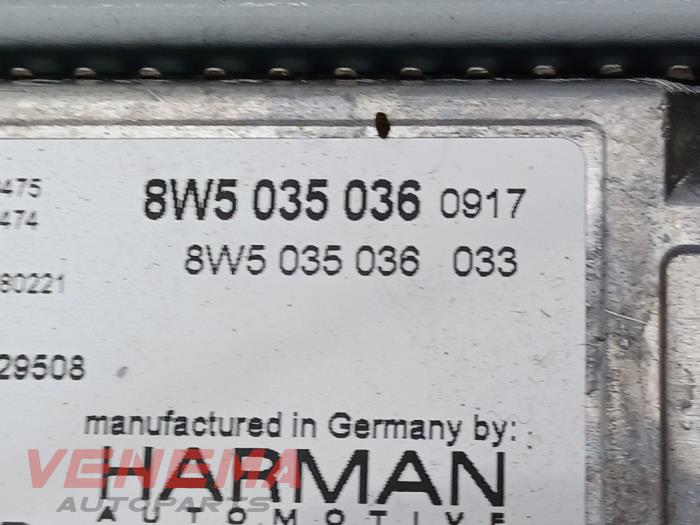 475
474
8W5 035 036 0917
8W5 035 036 033
80221
29508
manufactured in Germany by:
HARMAN
AUTOMOTIVE
VENEMA
AUTOPARTS